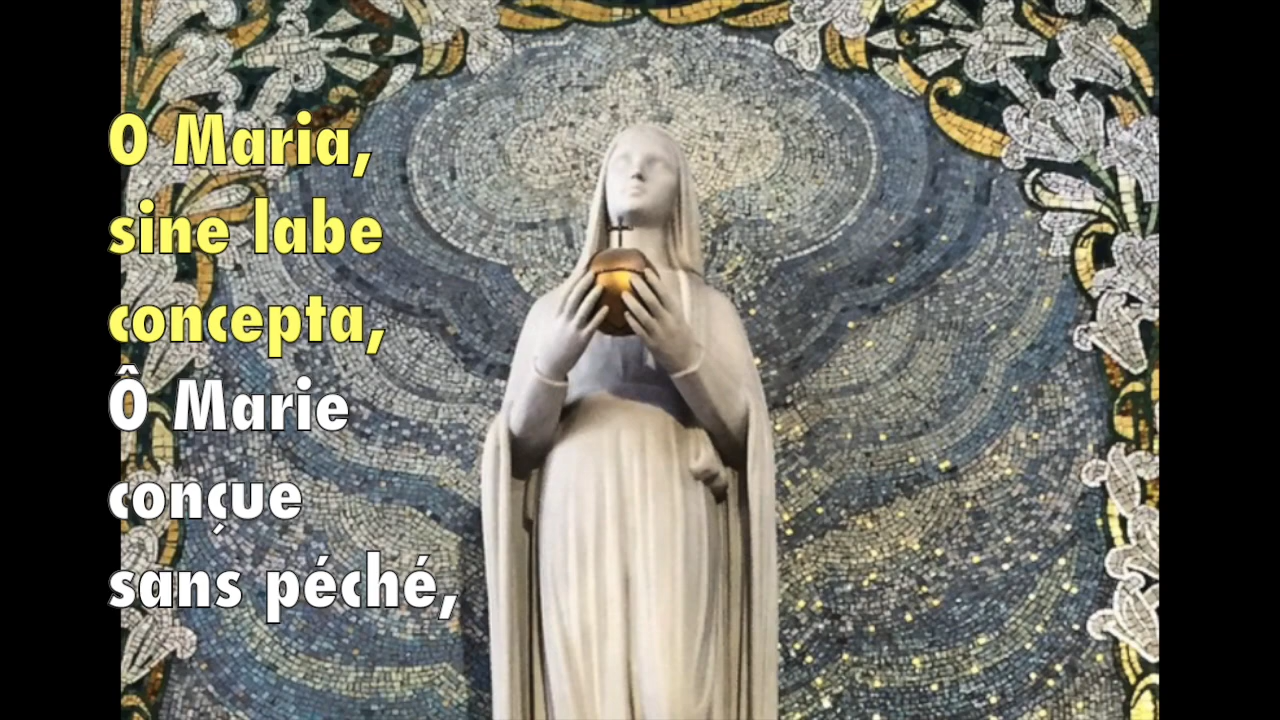 O Maria,
sine labe
concepta,
Ô Marie
conçue
sans péché,